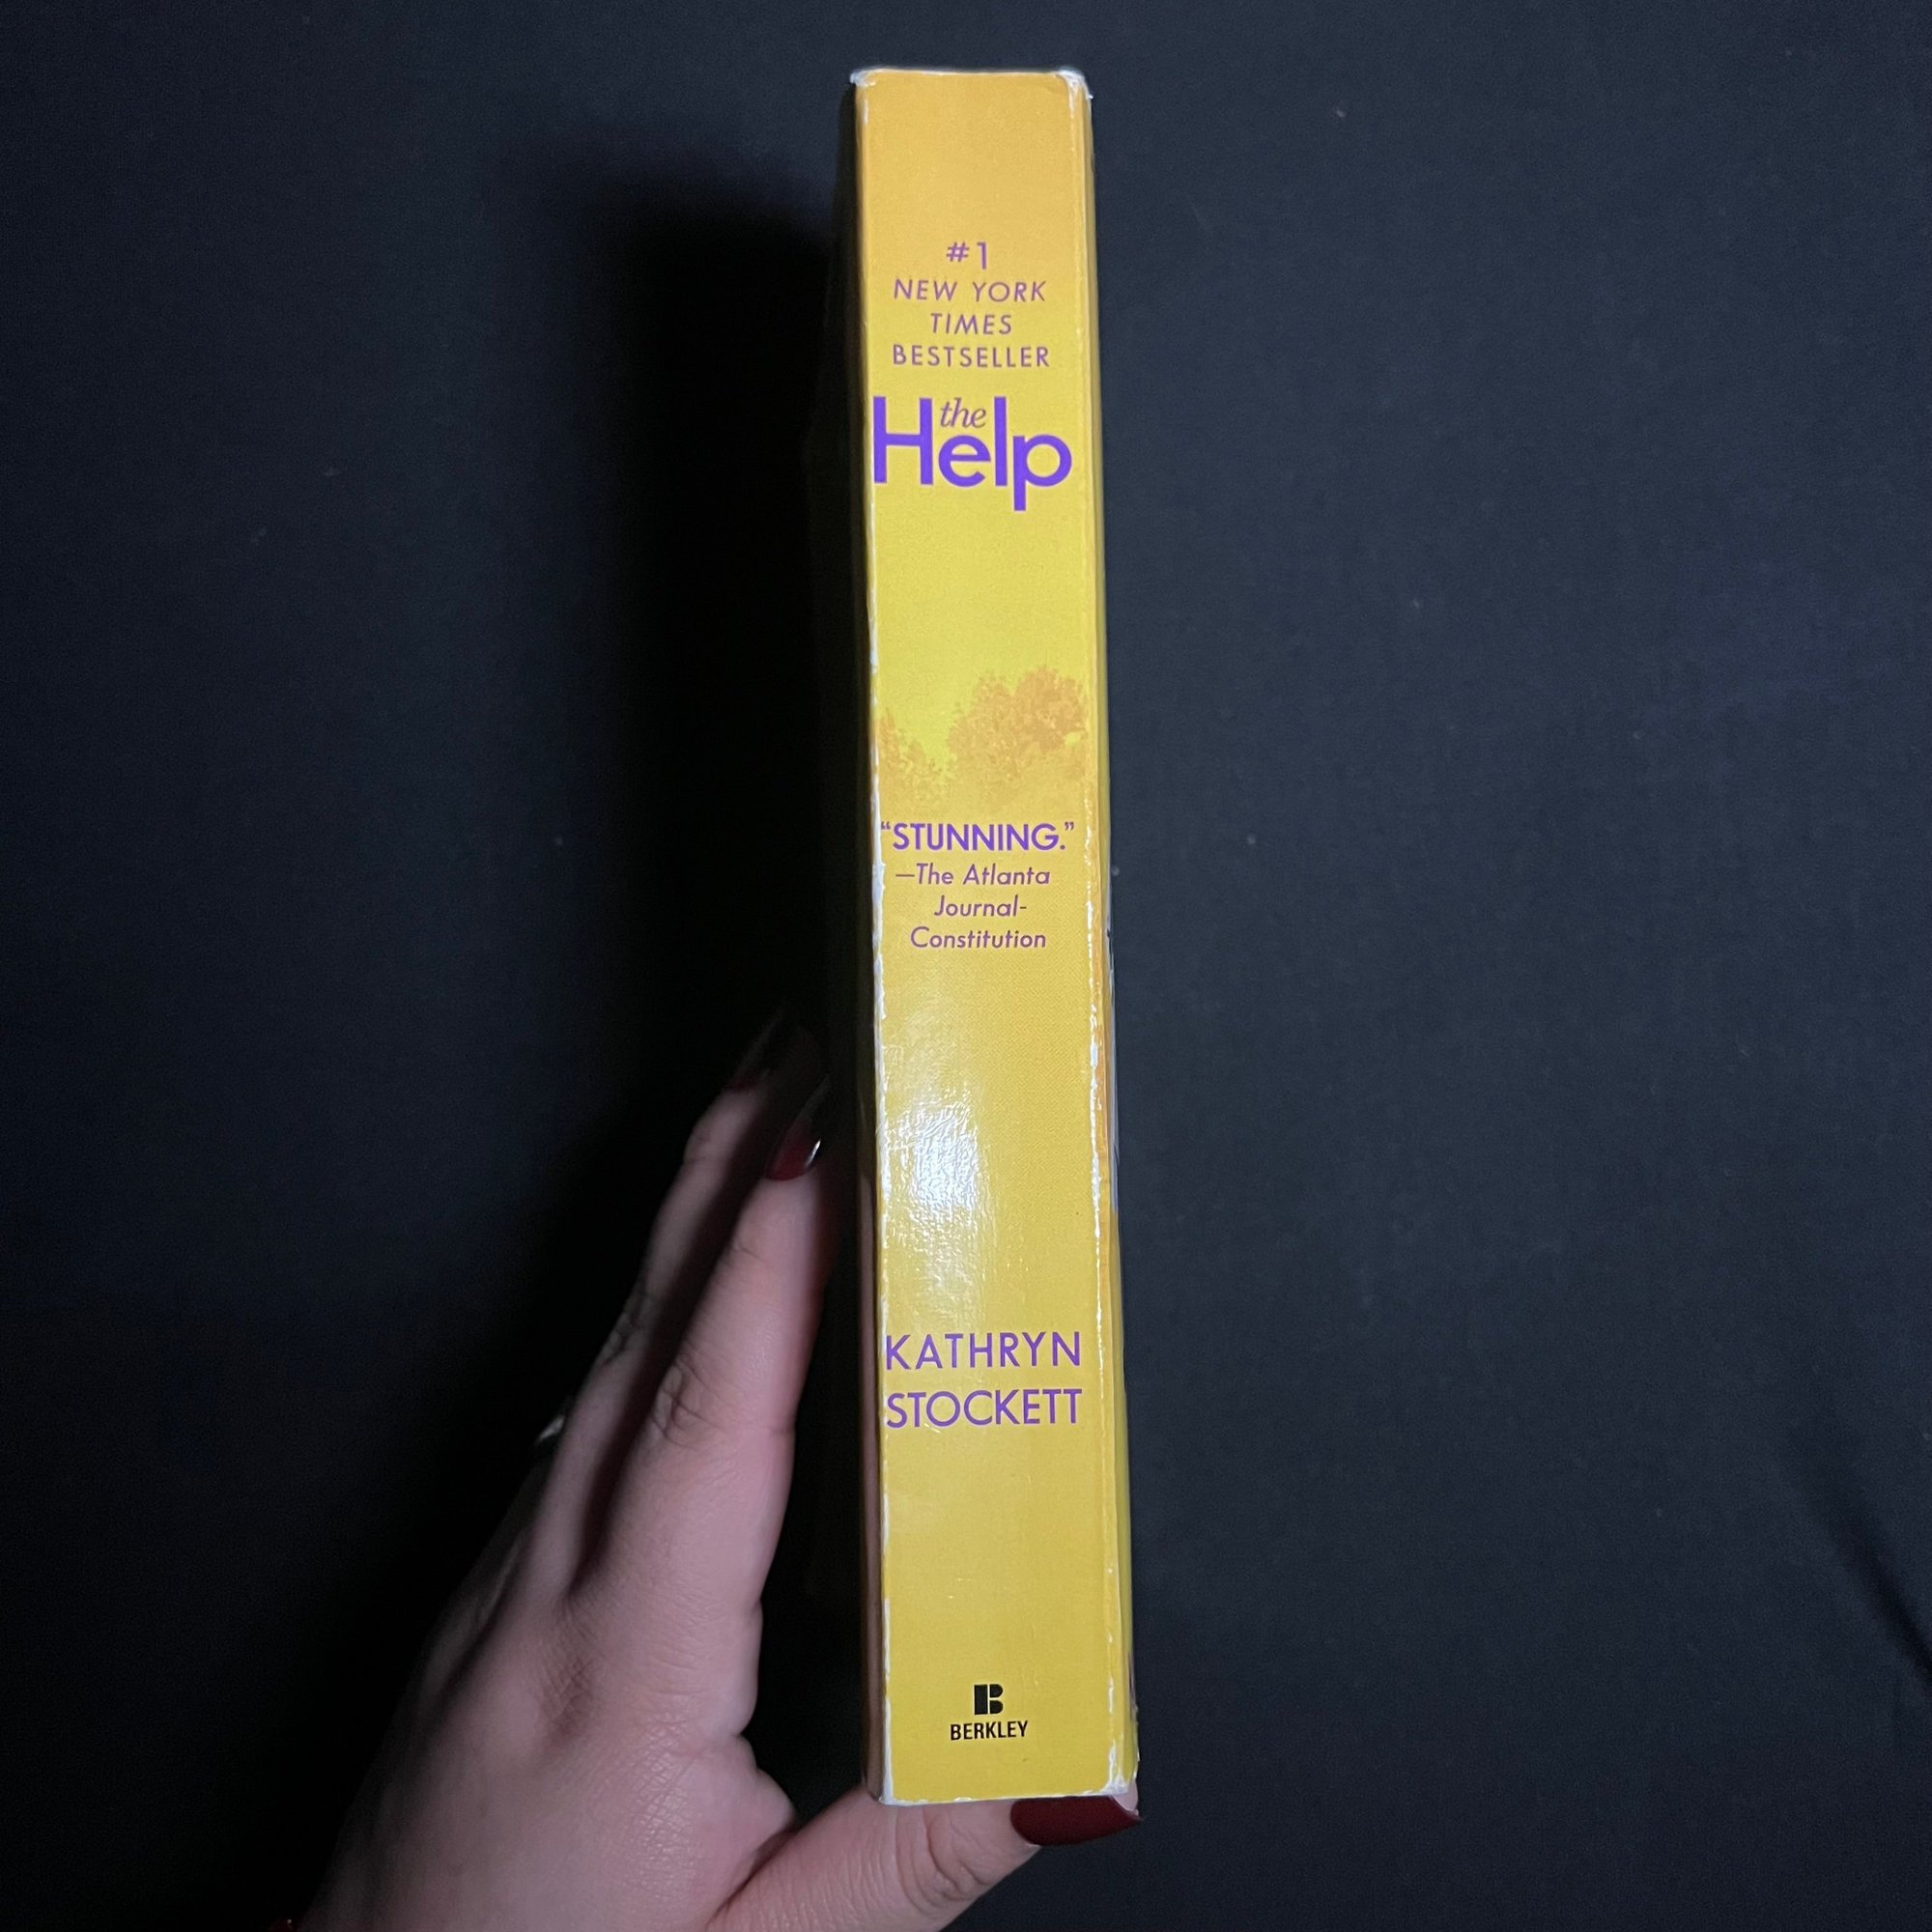 #1
NEW YORK
TIMES
BESTSELLER
the
Help
"STUNNING."
—The Atlanta
Journal-
Constitution
KATHRYN
STOCKETT
B
BERKLEY